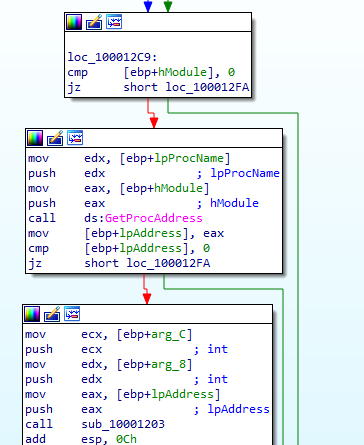 loc_100012C9:
cmp [ebp+hModule], 0
jz short loc_100012FA
mov edx, [ebp+lpProcName]
push edx ; lpProcName
mov eax, [ebp+hModule]
push eax ; hModule
call ds:GetProcAddress
mov [ebp+lpAddress], eax
cmp [ebp+lpAddress], 0
jz short loc_100012FA
mov ecx, [ebp+arg_C]
push ecx ; int
mov edx, [ebp+arg_8]
push edx ; int
mov eax, [ebp+lpAddress]
push eax ; lpAddress
call sub_10001203
add esp, 0Ch